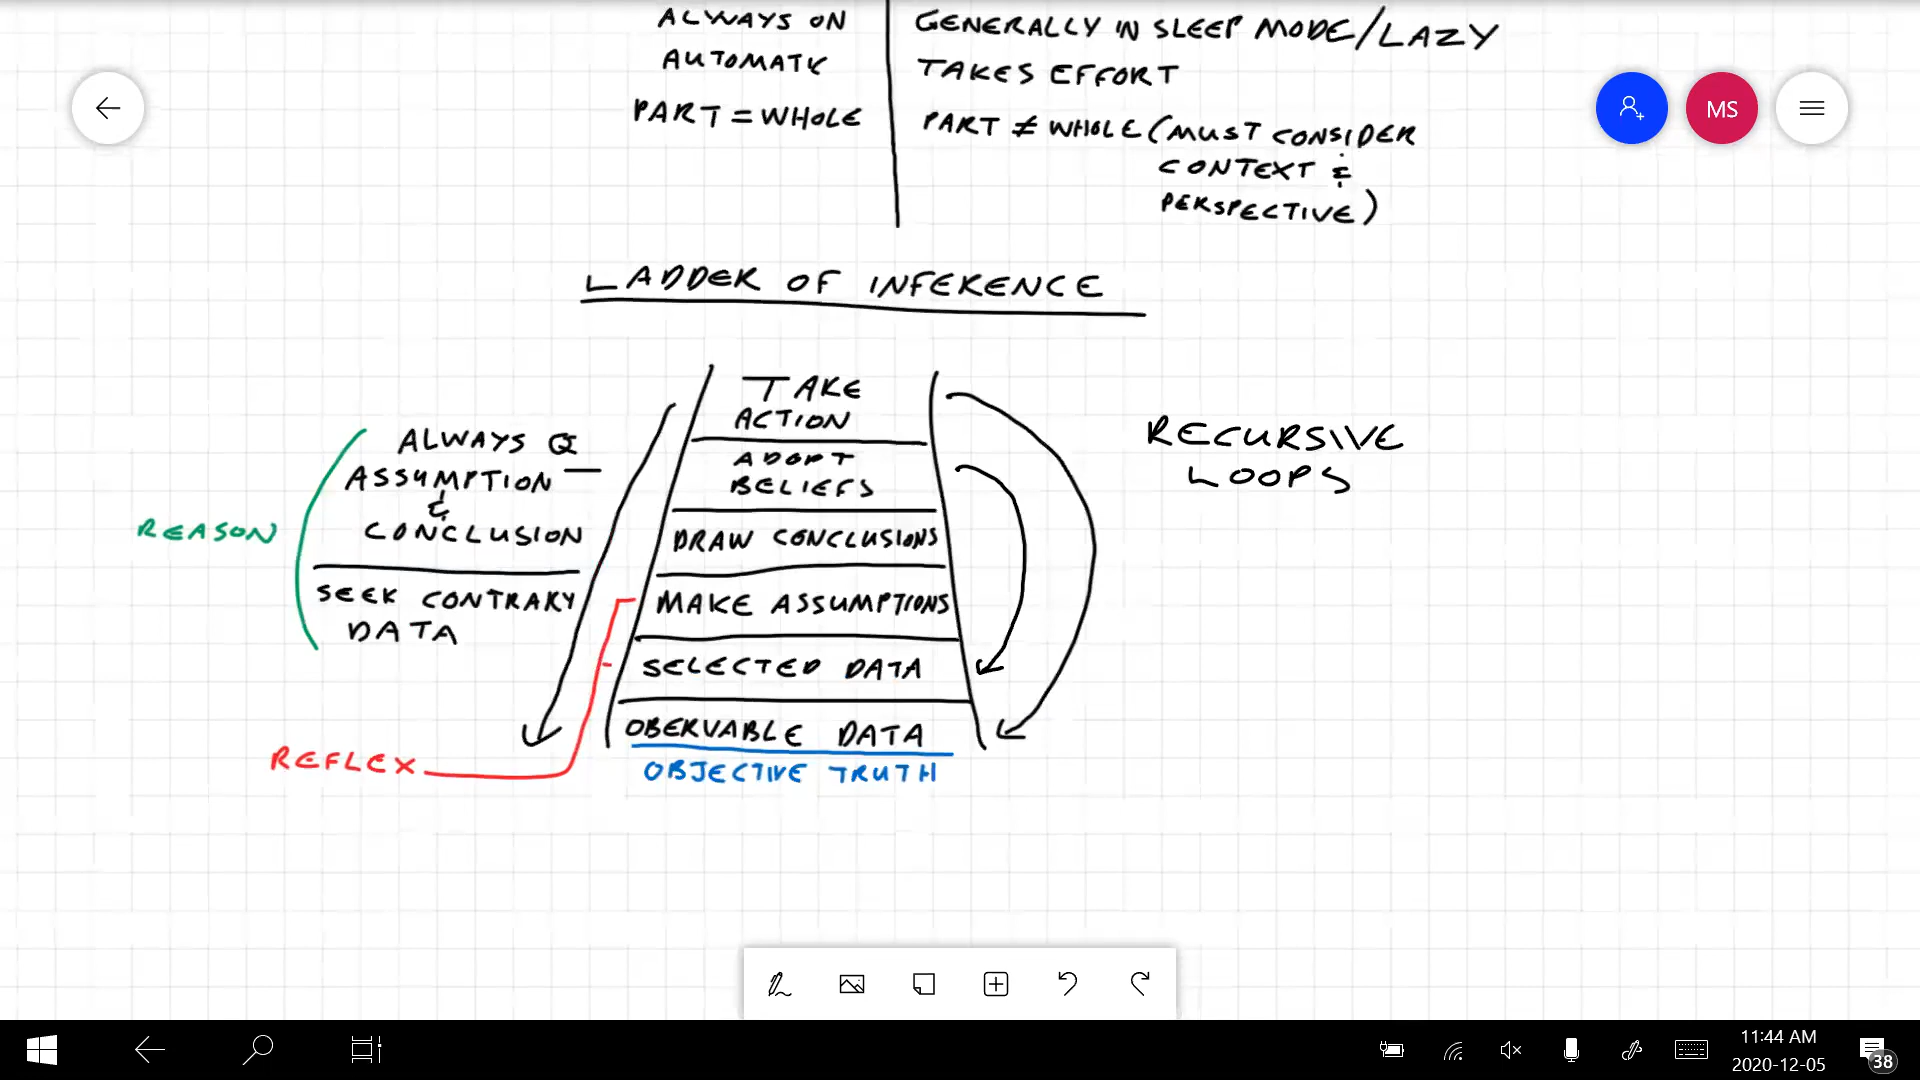 ALWAYS ON
AUTOMATIC
PART = WHOLE
GENERALLY IN SLEEP MODE/LAZY
TAKES EFFORT
PART ≠ WHOLE (MUST CONSIDER
CONTEXT &
PERSPECTIVE)
MS
LADDER OF INFERENCE
REASON
ALWAYS Q
ASSUMPTION
&
CONCLUSION
SEEK CONTRARY
DATA
REFLEX
TAKE
ACTION
ADOPT
BELIEFS
DRAW CONCLUSIONS
MAKE ASSUMPTIONS
SELECTED DATA
OBERVABLE DATA
OBJECTIVE TRUTH
RECURSIVE
LOOPS
11:44 AM
2020-12-05
38